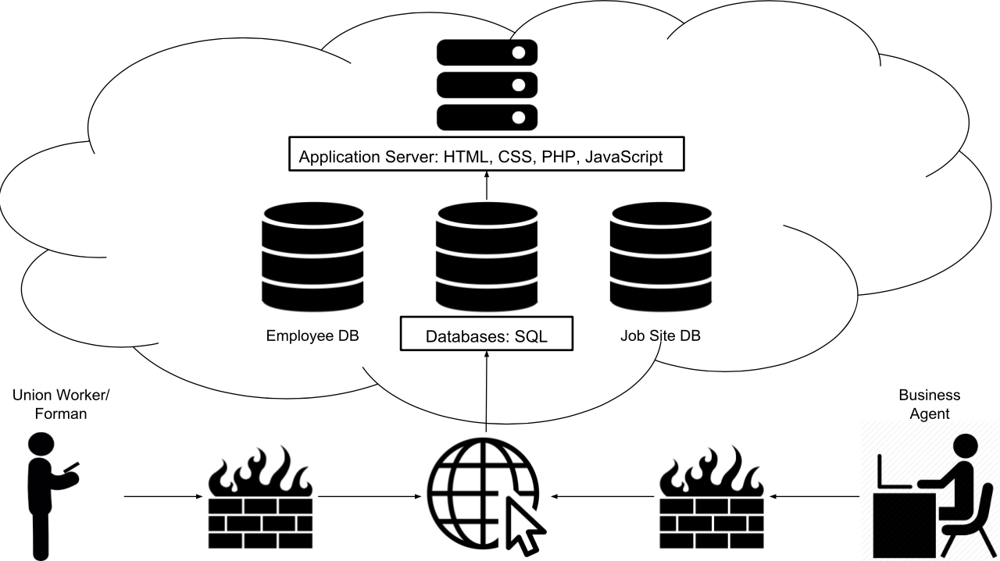 Application Server: HTML, CSS, PHP, JavaScript
Employee DB
Databases: SQL
Job Site DB
Union Worker/
Forman
Business
Agent